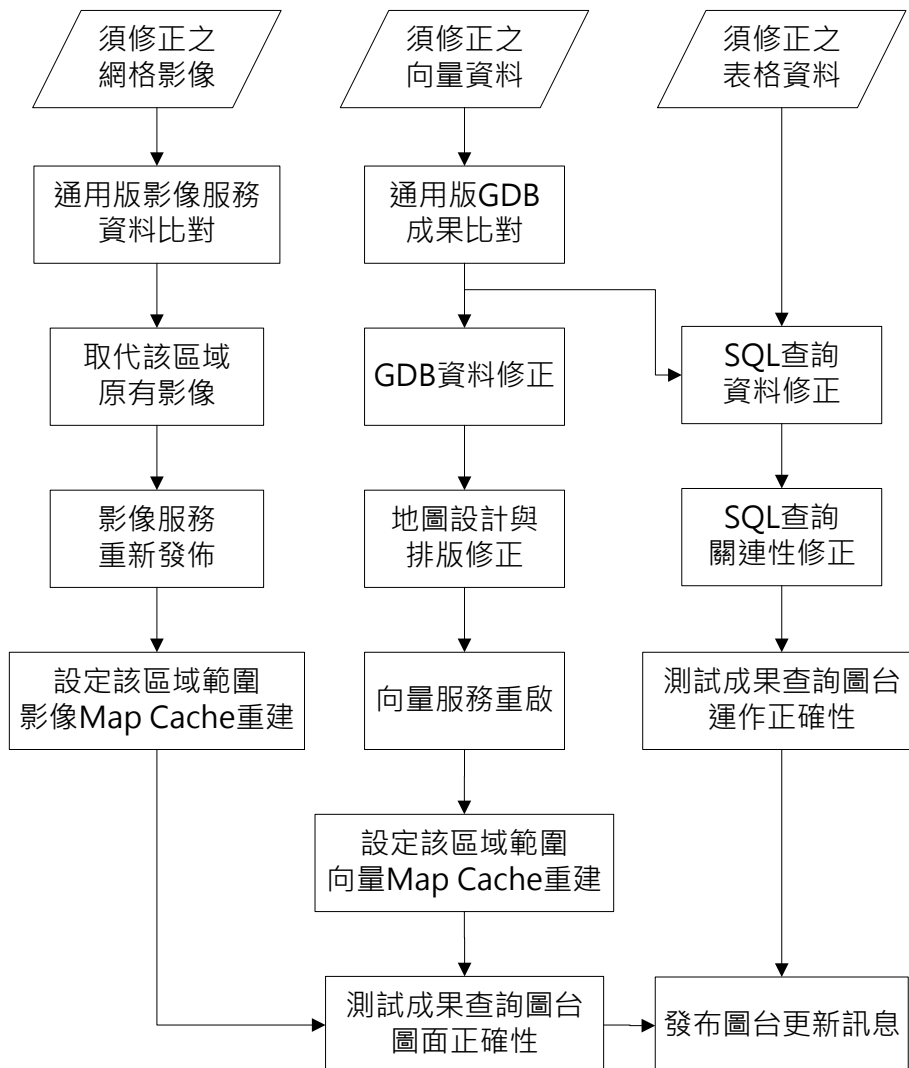 須修正之
網格影像
須修正之
向量資料
須修正之
表格資料
通用版影像服務
資料比對
通用版GDB
成果比對
取代該區域
原有影像
GDB資料修正
SQL查詢
資料修正
影像服務
重新發佈
地圖設計與
排版修正
SQL查詢
關連性修正
設定該區域範圍
影像Map Cache重建
向量服務重啟
測試成果查詢圖台
運作正確性
設定該區域範圍
向量Map Cache重建
測試成果查詢圖台
圖面正確性
發布圖台更新訊息